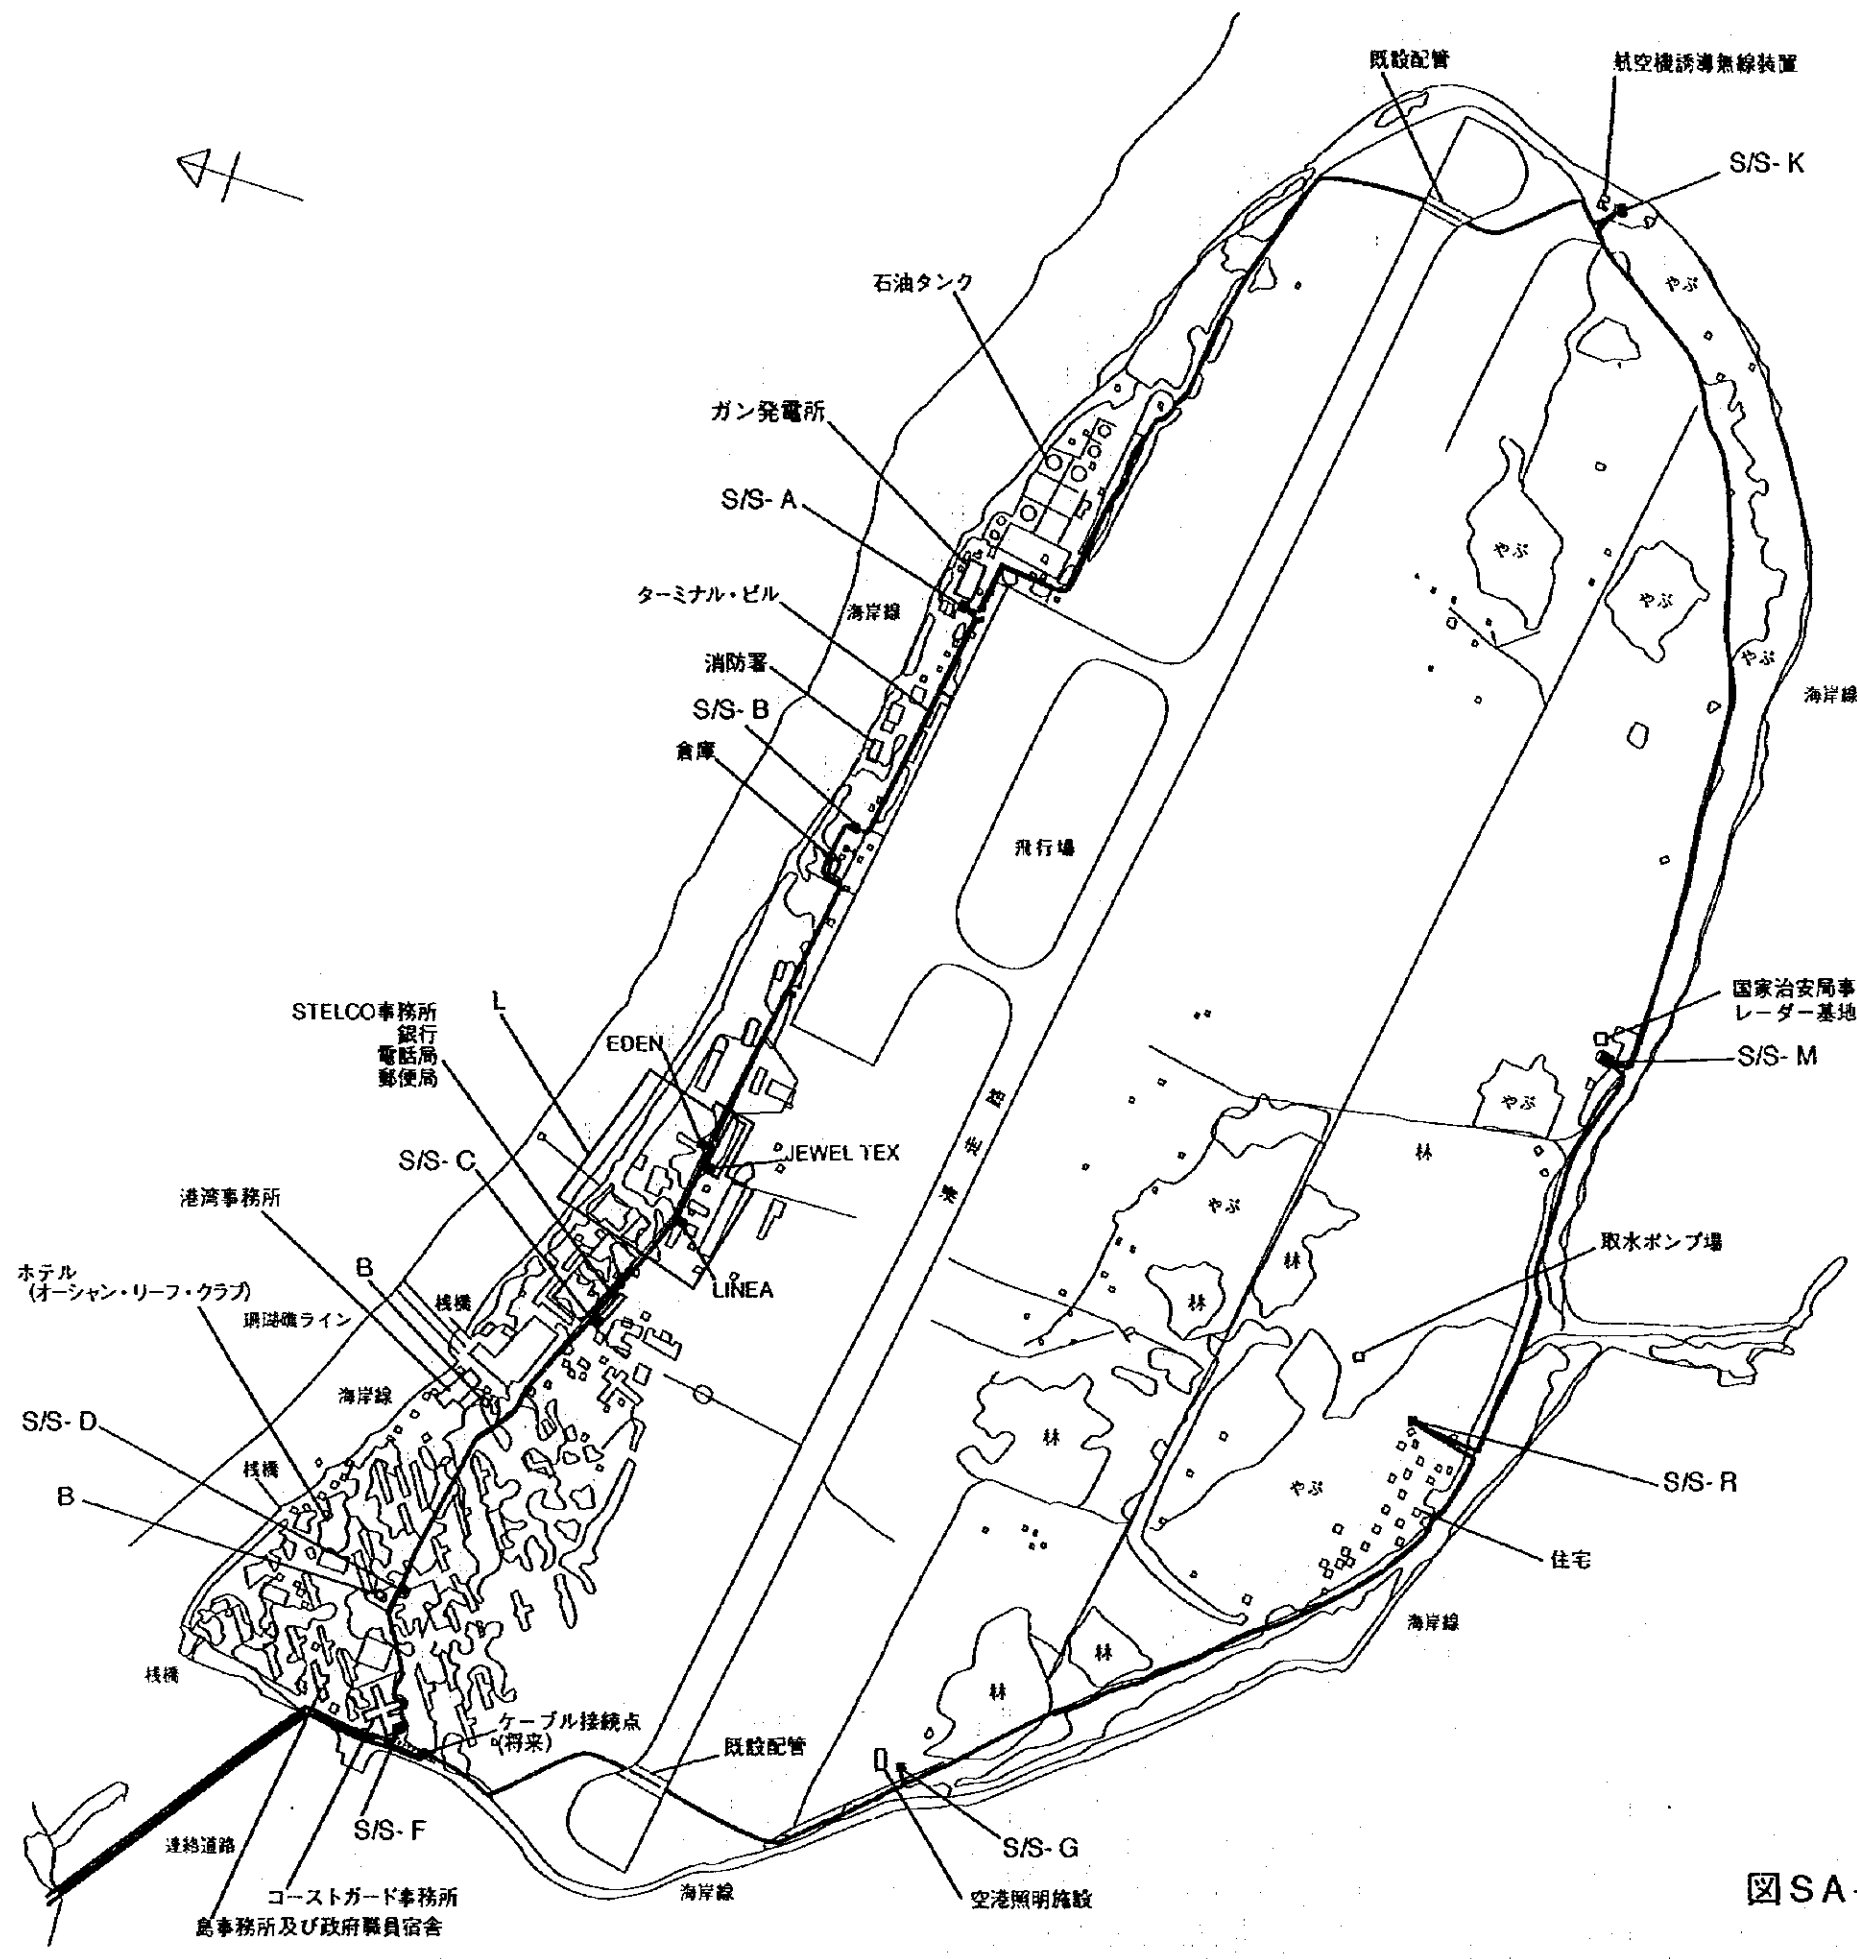 既設配管
航空機誘導無線装置
S/S- K
石油タンク
やぶ
ガン発電所
S/S- A
ターミナル・ビル
海岸線
やぶ
やぶ
消防署
やぶ
S/S- B
海岸線
倉庫
飛行場
国家治安局事
レーダー基地
STELCO事務所
銀行
電話局
郵便局
L
EDEN
S/S- M
滑走路
やぶ
JEWEL TEX
林
S/S- C
港湾事務所
やぶ
取水ポンプ場
B
ホテル
(オーシャン・リーフ・クラブ)
林
LINEA
桟橋
林
珊瑚礁ライン
海岸線
S/S- D
林
桟橋
B
やぶ
S/S- R
住宅
海岸線
林
桟橋
林
ケーブル接続点
(将来)
既設配管
S/S- F
連絡道路
S/S- G
コーストガード事務所
海岸線
空港照明施設
図SA-
島事務所及び政府職員宿舎